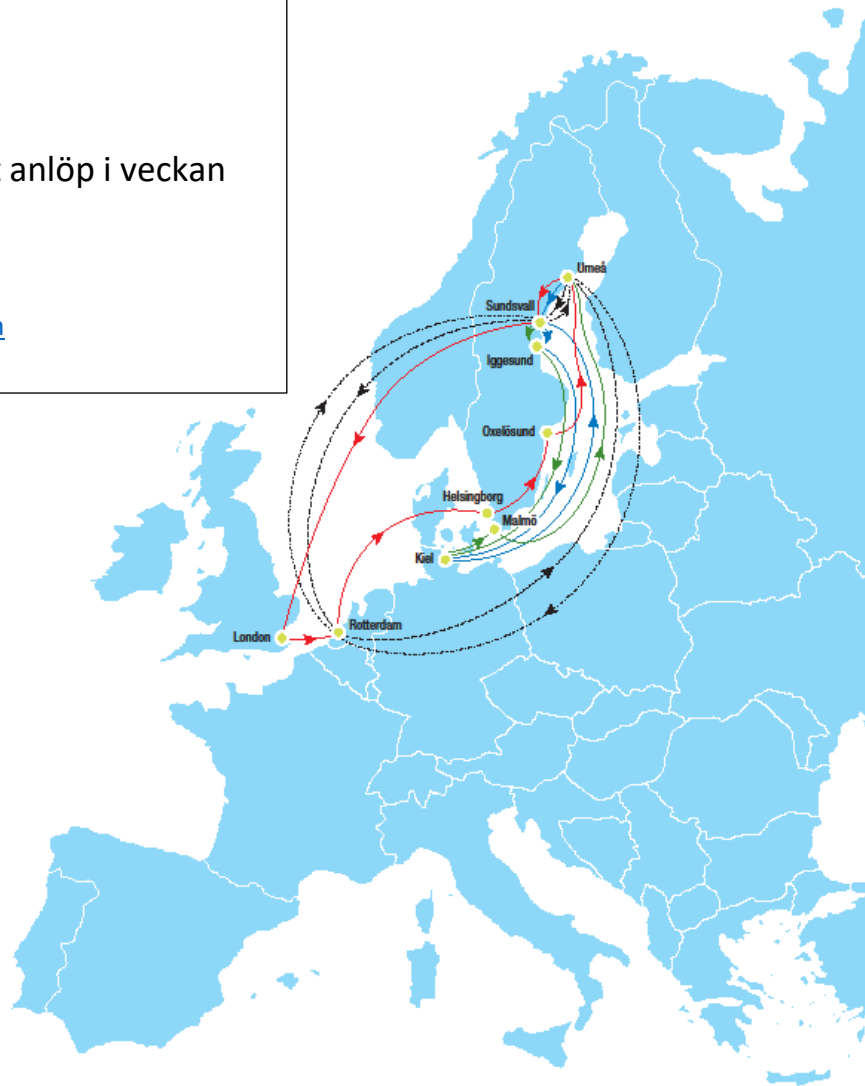 anlöp i veckan
Umeå
Sundsvall
Iggesund
Oxelösund
Helsingborg
Malmö
Kiel
Rotterdam
London